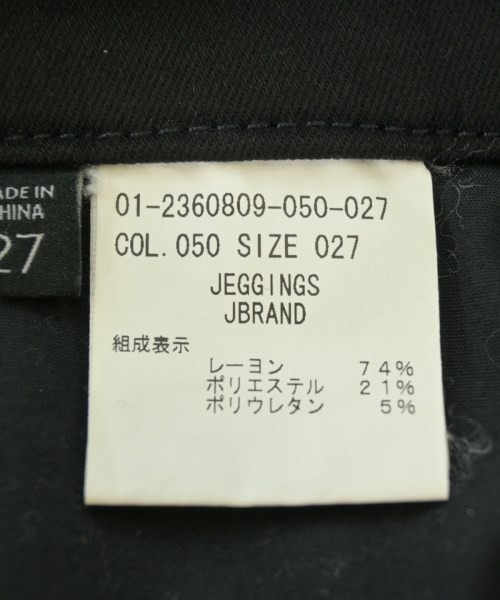 01-2360809-050-027
COL. 050 SIZE 027
JEGGINGS
JBRAND
組成表示
レーヨン 74%
ポリエステル 21%
ポリウレタン 5%
MADE IN
CHINA
27